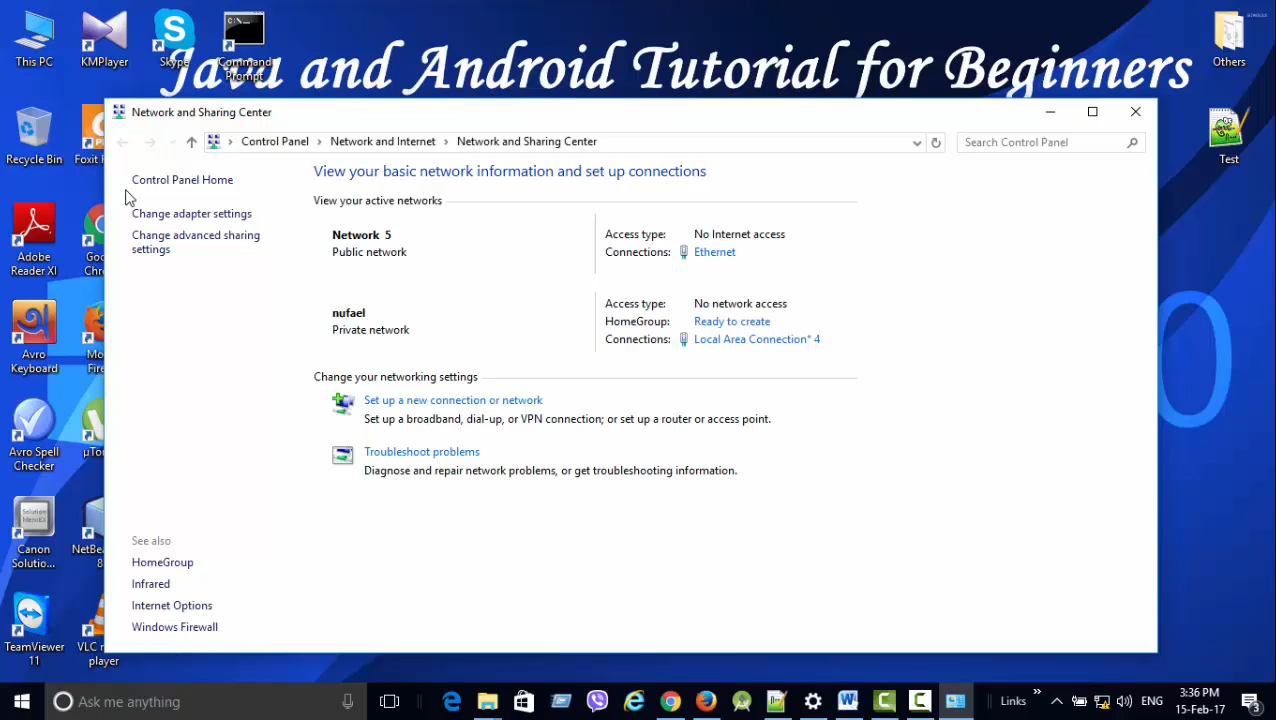 Java and Android Tutorial for Beginners
This PC
KMPlayer
Skype
Command
Prompt
Others
Recycle Bin
Foxit
Test
Adobe
Reader XI
Avro
Keyboard
Avro Spell
Checker
Canon
Solutio...
TeamViewer
11
VLC
player
Network and Sharing Center
Control Panel
Network and Internet
Network and Sharing Center
Search Control Panel
Control Panel Home
Change adapter settings
Change advanced sharing
settings
View your basic network information and set up connections
View your active networks
Network 5
Public network
Access type: No Internet access
Connections: Ethernet
nufael
Private network
Access type: No network access
HomeGroup: Ready to create
Connections: Local Area Connection* 4
Change your networking settings
Set up a new connection or network
Set up a broadband, dial-up, or VPN connection; or set up a router or access point.
Troubleshoot problems
Diagnose and repair network problems, or get troubleshooting information.
See also
HomeGroup
Infrared
Internet Options
Windows Firewall
Ask me anything
Links
ENG
3:36 PM
15-Feb-17
3